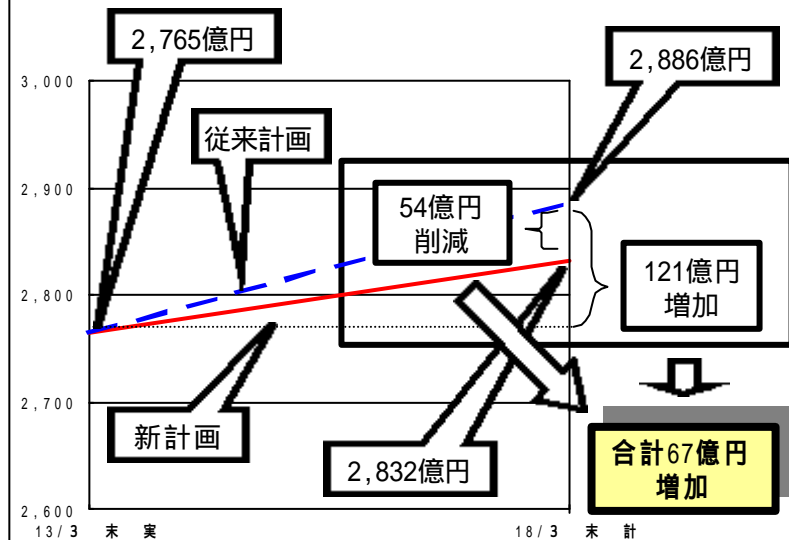 2,765億円
2,886億円
3,000
従来計画
2,900
54億円
削減
121億円
増加
2,800
2,700
新計画
2,832億円
合計67億円
増加
2,600
13/3 末 実
18/3 末 計